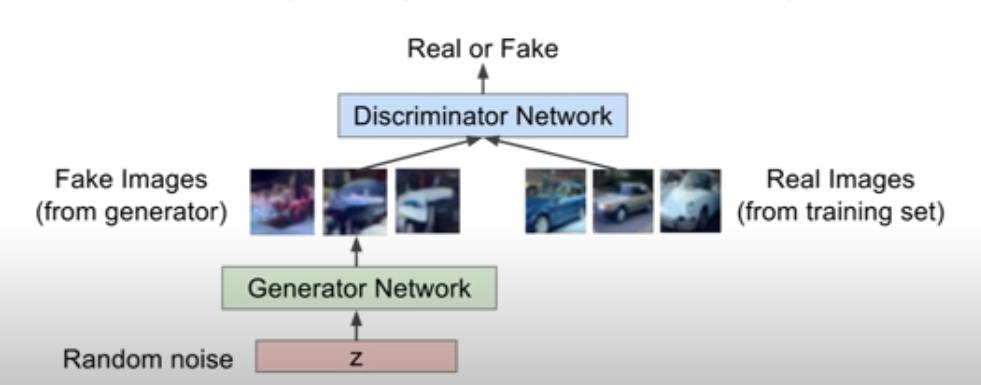 Real or Fake
Discriminator Network
Fake Images
(from generator)
Real Images
(from training set)
Generator Network
Random noise
z